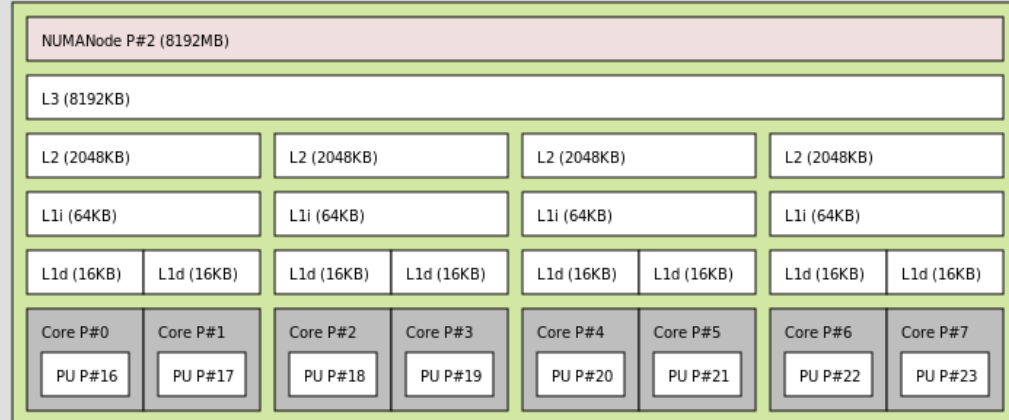 NUMANode P#2 (8192MB)
L3 (8192KB)
L2 (2048KB) L2 (2048KB) L2 (2048KB) L2 (2048KB)
L1i (64KB) L1i (64KB) L1i (64KB) L1i (64KB)
L1d (16KB) L1d (16KB) L1d (16KB) L1d (16KB) L1d (16KB) L1d (16KB) L1d (16KB) L1d (16KB)
Core P#0 Core P#1 Core P#2 Core P#3 Core P#4 Core P#5 Core P#6 Core P#7
PU P#16 PU P#17 PU P#18 PU P#19 PU P#20 PU P#21 PU P#22 PU P#23